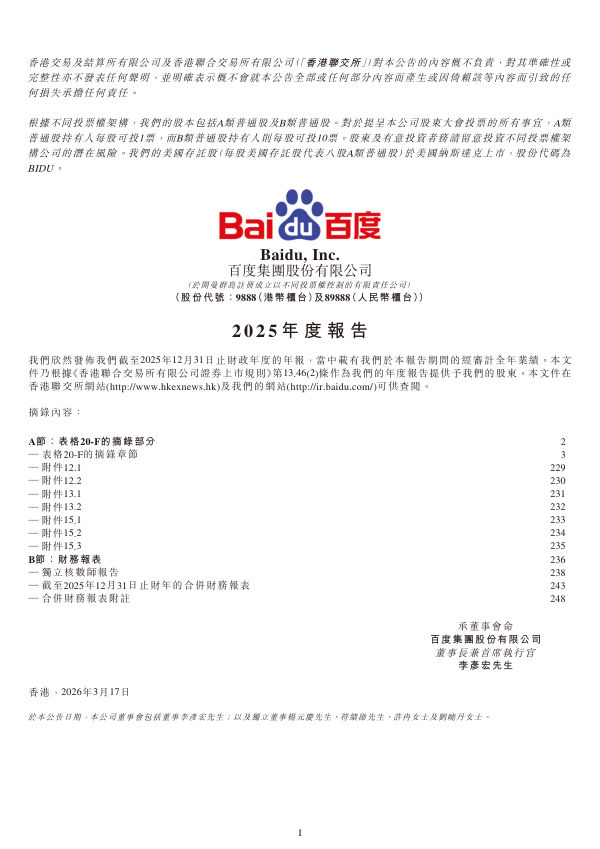 香港交易及結算所有限公司及香港聯合交易所有限公司(「香港聯交所」)對本公告的內容概不負責，對其準確性或
完整性亦不發表任何聲明，並明確表示概不會就本公告全部或任何部分內容而產生或因倚賴該等內容而引致的任
何損失承擔任何責任。
根據不同投票權架構，我們的股本包括A類普通股及B類普通股。對於提呈本公司股東大會投票的所有事宜，A類
普通股持有人每股可投1票，而B類普通股持有人則每股可投10票。股東及有意投資者務請留意投資不同投票權架
構公司的潛在風險。我們的美國存託股(每股美國存託股代表八股A類普通股)於美國納斯達克上市，股份代碼為
BIDU。
Bai du 百度
Baidu, Inc.
百度集團股份有限公司
(於開曼群島註冊成立以不同投票權控制的有限責任公司)
(股份代號：9888(港幣櫃台)及89888(人民幣櫃台))
2025年度報告
我們欣然發佈我們截至2025年12月31日止財政年度的年報，當中載有我們於本報告期間的經審計全年業績。本文
件乃根據《香港聯合交易所有限公司證券上市規則》第13.46(2)條作為我們的年度報告提供予我們的股東。本文件在
香港聯交所網站(http://www.hkexnews.hk)及我們的網站(http://ir.baidu.com/)可供查閱。
摘錄內容：
A節：表格20-F的摘錄部分 2
— 表格20-F的摘錄章節 3
— 附件12.1 229
— 附件12.2 230
— 附件13.1 231
— 附件13.2 232
— 附件15.1 233
— 附件15.2 234
— 附件15.3 235
B節：財務報表 236
— 獨立核數師報告 238
— 截至2025年12月31日止財年的合併財務報表 243
— 合併財務報表附註 248
承董事會命
百度集團股份有限公司
董事長兼首席執行官
李彥宏先生
香港，2026年3月17日
於本公告日期，本公司董事會包括董事李彥宏先生；以及獨立董事楊元慶先生、符績勛先生、許冉女士及劉曉丹女士。
1